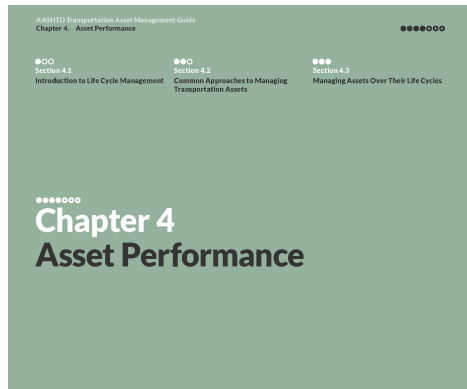 AASHTO Transportation Asset Management Guide
Chapter 4. Asset Performance
Section 4.1
Introduction to Life Cycle Management
Section 4.2
Common Approaches to Managing
Transportation Assets
Section 4.3
Managing Assets Over Their Life Cycles
Chapter 4
Asset Performance